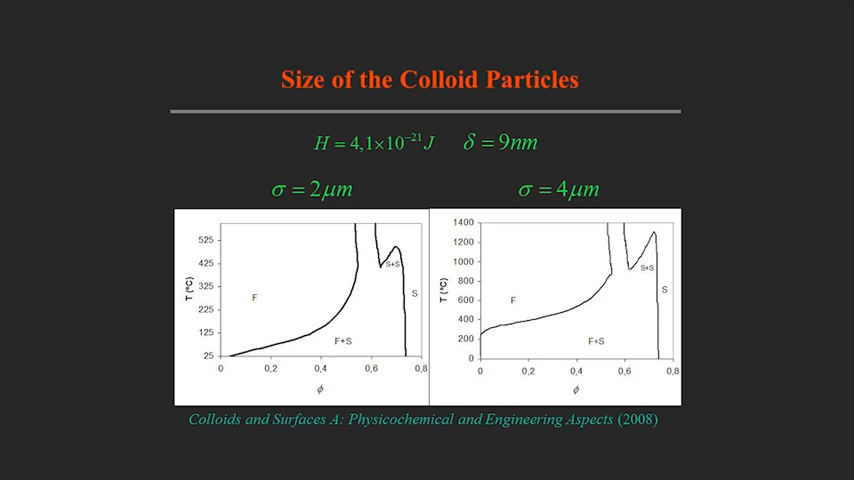 Size of the Colloid Particles
H = 4,1×10⁻²¹ J δ = 9nm
σ = 2μm σ = 4μm
T (ºC)
525
425
325
225
125
25
F
S+S
S
F+S
0 0,2 0,4 0,6 0,8
ϕ
T (ºC)
1400
1200
1000
800
600
400
200
0
F
S+S
S
F+S
0 0,2 0,4 0,6 0,8
ϕ
Colloids and Surfaces A: Physicochemical and Engineering Aspects (2008)